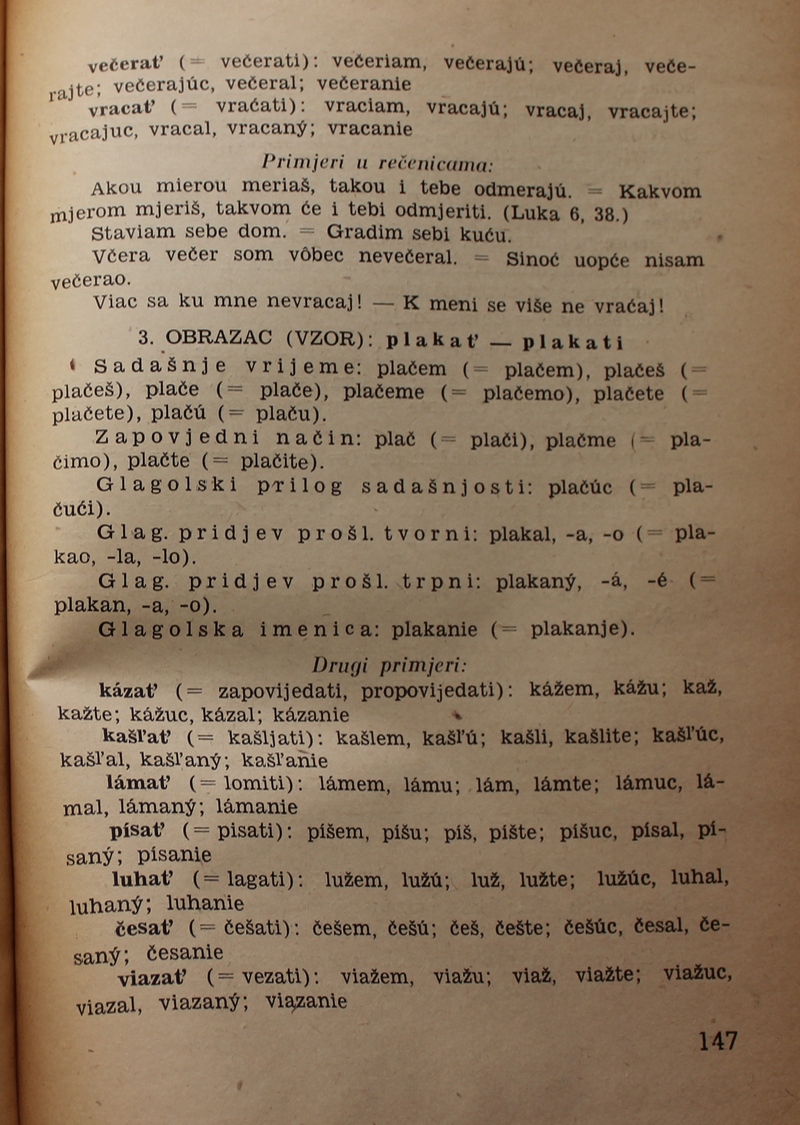 večerať (= večerati): večeriam, večerajú; večeraj, veče-
rajte; večerajúc, večeral; večeranie
vracať (= vraćati): vraciam, vracajú; vracaj, vracajte;
vracajuc, vracal, vracaný; vracanie
Primjeri u rečenicama:
Akou mierou meriaš, takou i tebe odmerajú. = Kakvom
mjerom mjeriš, takvom će i tebi odmjeriti. (Luka 6, 38.)
Staviam sebe dom. = Gradim sebi kuću.
Včera večer som vôbec nevečeral. = Sinoć uopće nisam
večerao.
Viac sa ku mne nevracaj! — K meni se više ne vraćaj!
3. OBRAZAC (VZOR): plakať — plakati
Sadašnje vrijeme: plačem (= plačem), plačeš (=
plačeš), plače (= plače), plačeme (= plačemo), plačete (=
plačete), plačú (= plaču).
Zapovjedni način: plač (= plači), plačme (= pla-
čimo), plačte (= plačite).
Glagolski prilog sadašnjosti: plačúc (= pla-
čući).
Glag. pridjev prošl. tvorni: plakal, -a, -o (= pla-
kao, -la, -lo).
Glag. pridjev prošl. trpni: plakaný, -á, -é (=
plakan, -a, -o).
Glagolska imenica: plakanie (= plakanje).
Drugi primjeri:
kázať (= zapovijedati, propovijedati): kážem, kážu; kaž,
kažte; kážuc, kázal; kázanie
kašľať (= kašljati): kašlem, kašľú; kašli, kašlite; kašľúc,
kašľal, kašľaný; kašľanie
lámať (= lomiti): lámem, lámu; lám, lámte; lámuc, lá-
mal, lámaný; lámanie
písať (= pisati): píšem, píšu; píš, píšte; píšuc, písal, pí-
saný; písanie
luhať (= lagati): lužem, lužú; luž, lužte; lužúc, luhal,
luhaný; luhanie
česať (= češati): češem, češú; češ, češte; češúc, česal, če-
saný; česanie
viazať (= vezati): viažem, viažu; viaž, viažte; viažuc,
viazal, viazaný; viazanie
147